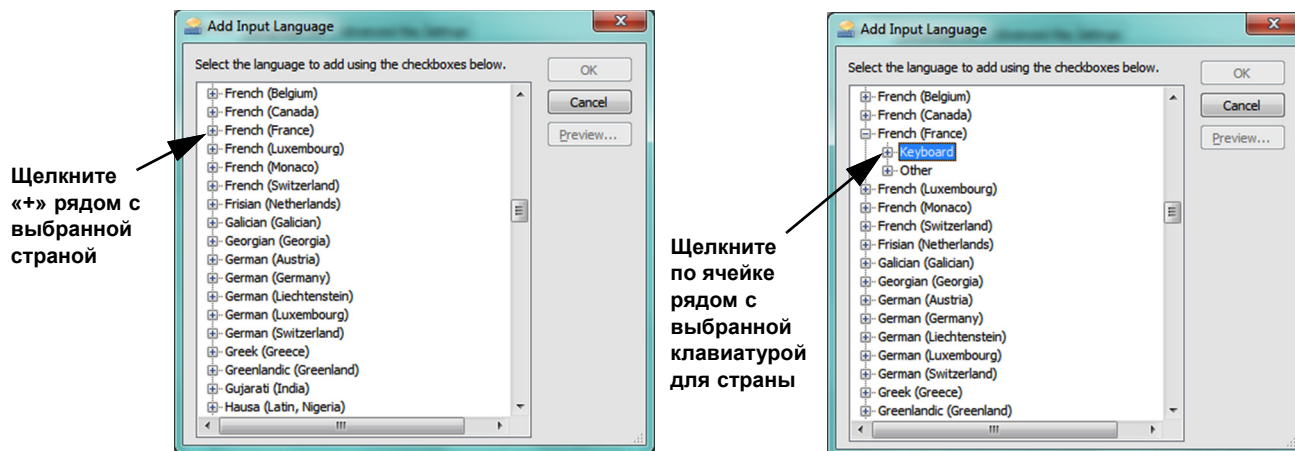 Щелкните
«+» рядом с
выбранной
страной
Add Input Language
Select the language to add using the checkboxes below.
French (Belgium)
French (Canada)
French (France)
French (Luxembourg)
French (Monaco)
French (Switzerland)
Frisian (Netherlands)
Galician (Galician)
Georgian (Georgia)
German (Austria)
German (Germany)
German (Liechtenstein)
German (Luxembourg)
German (Switzerland)
Greek (Greece)
Greenlandic (Greenland)
Gujarati (India)
Hausa (Latin, Nigeria)
OK
Cancel
Preview...
Щелкните
по ячейке
рядом с
выбранной
клавиатурой
для страны
Add Input Language
Select the language to add using the checkboxes below.
French (Belgium)
French (Canada)
French (France)
Keyboard
Other
French (Luxembourg)
French (Monaco)
French (Switzerland)
Frisian (Netherlands)
Galician (Galician)
Georgian (Georgia)
German (Austria)
German (Germany)
German (Liechtenstein)
German (Luxembourg)
German (Switzerland)
Greek (Greece)
Greenlandic (Greenland)
OK
Cancel
Preview...